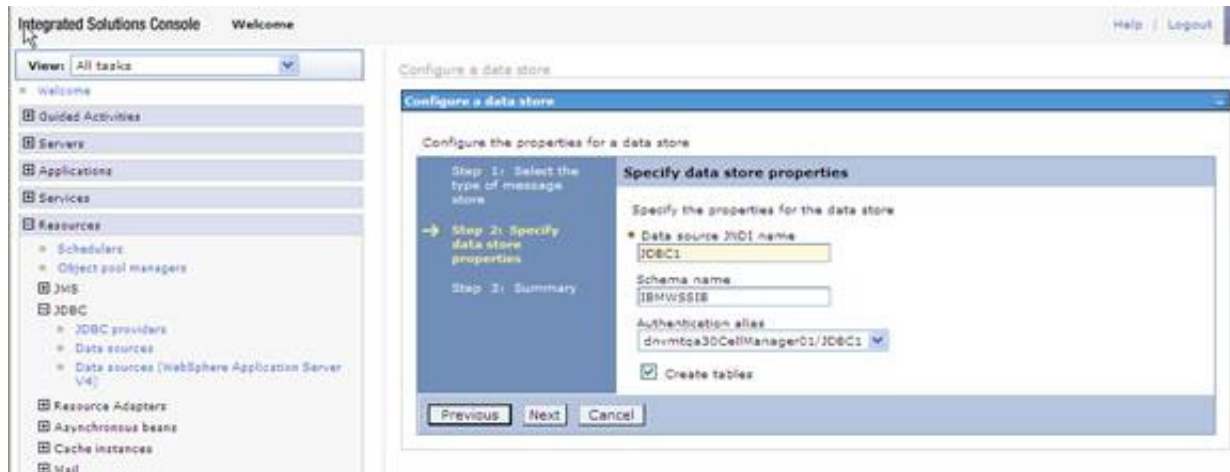 Integrated Solutions Console Welcome
Help | Logout
View: All tasks
Welcome
Guided Activities
Servers
Applications
Services
Resources
Schedulers
Object pool managers
JMS
JDBC
JDBC providers
Data sources
Data sources (WebSphere Application Server
V4)
Resource Adapters
Asynchronous beans
Cache instances
Mail
Configure a data store
Configure a data store
Configure the properties for a data store
Step 1: Select the
type of message
store
Step 2: Specify
data store
properties
Step 3: Summary
Specify data store properties
Specify the properties for the data store
* Data source JNDI name
JDBC1
Schema name
IBMWSSIB
Authentication alias
dnvmtqa30CellManager01/JDBC1
Create tables
Previous Next Cancel